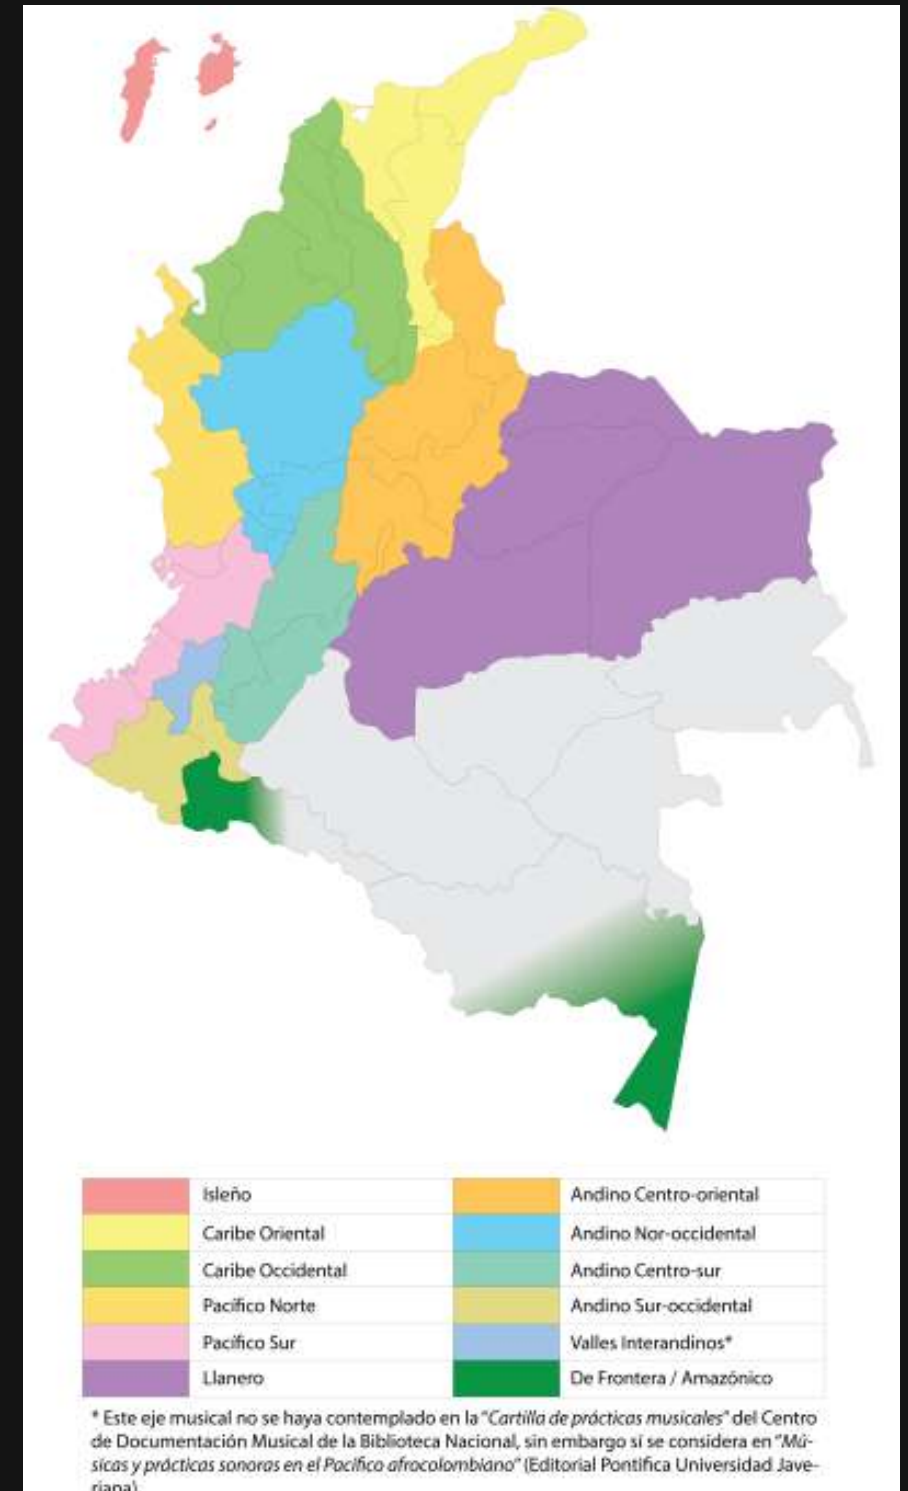 Isleño
Caribe Oriental
Caribe Occidental
Pacífico Norte
Pacífico Sur
Llanero
Andino Centro-oriental
Andino Nor-occidental
Andino Centro-sur
Andino Sur-occidental
Valles Interandinos*
De Frontera / Amazónico
* Este eje musical no se haya contemplado en la "Cartilla de prácticas musicales" del Centro
de Documentación Musical de la Biblioteca Nacional, sin embargo sí se considera en "Mú-
sicas y prácticas sonoras en el Pacífico afrocolombiano" (Editorial Pontifica Universidad Jave-
riana)